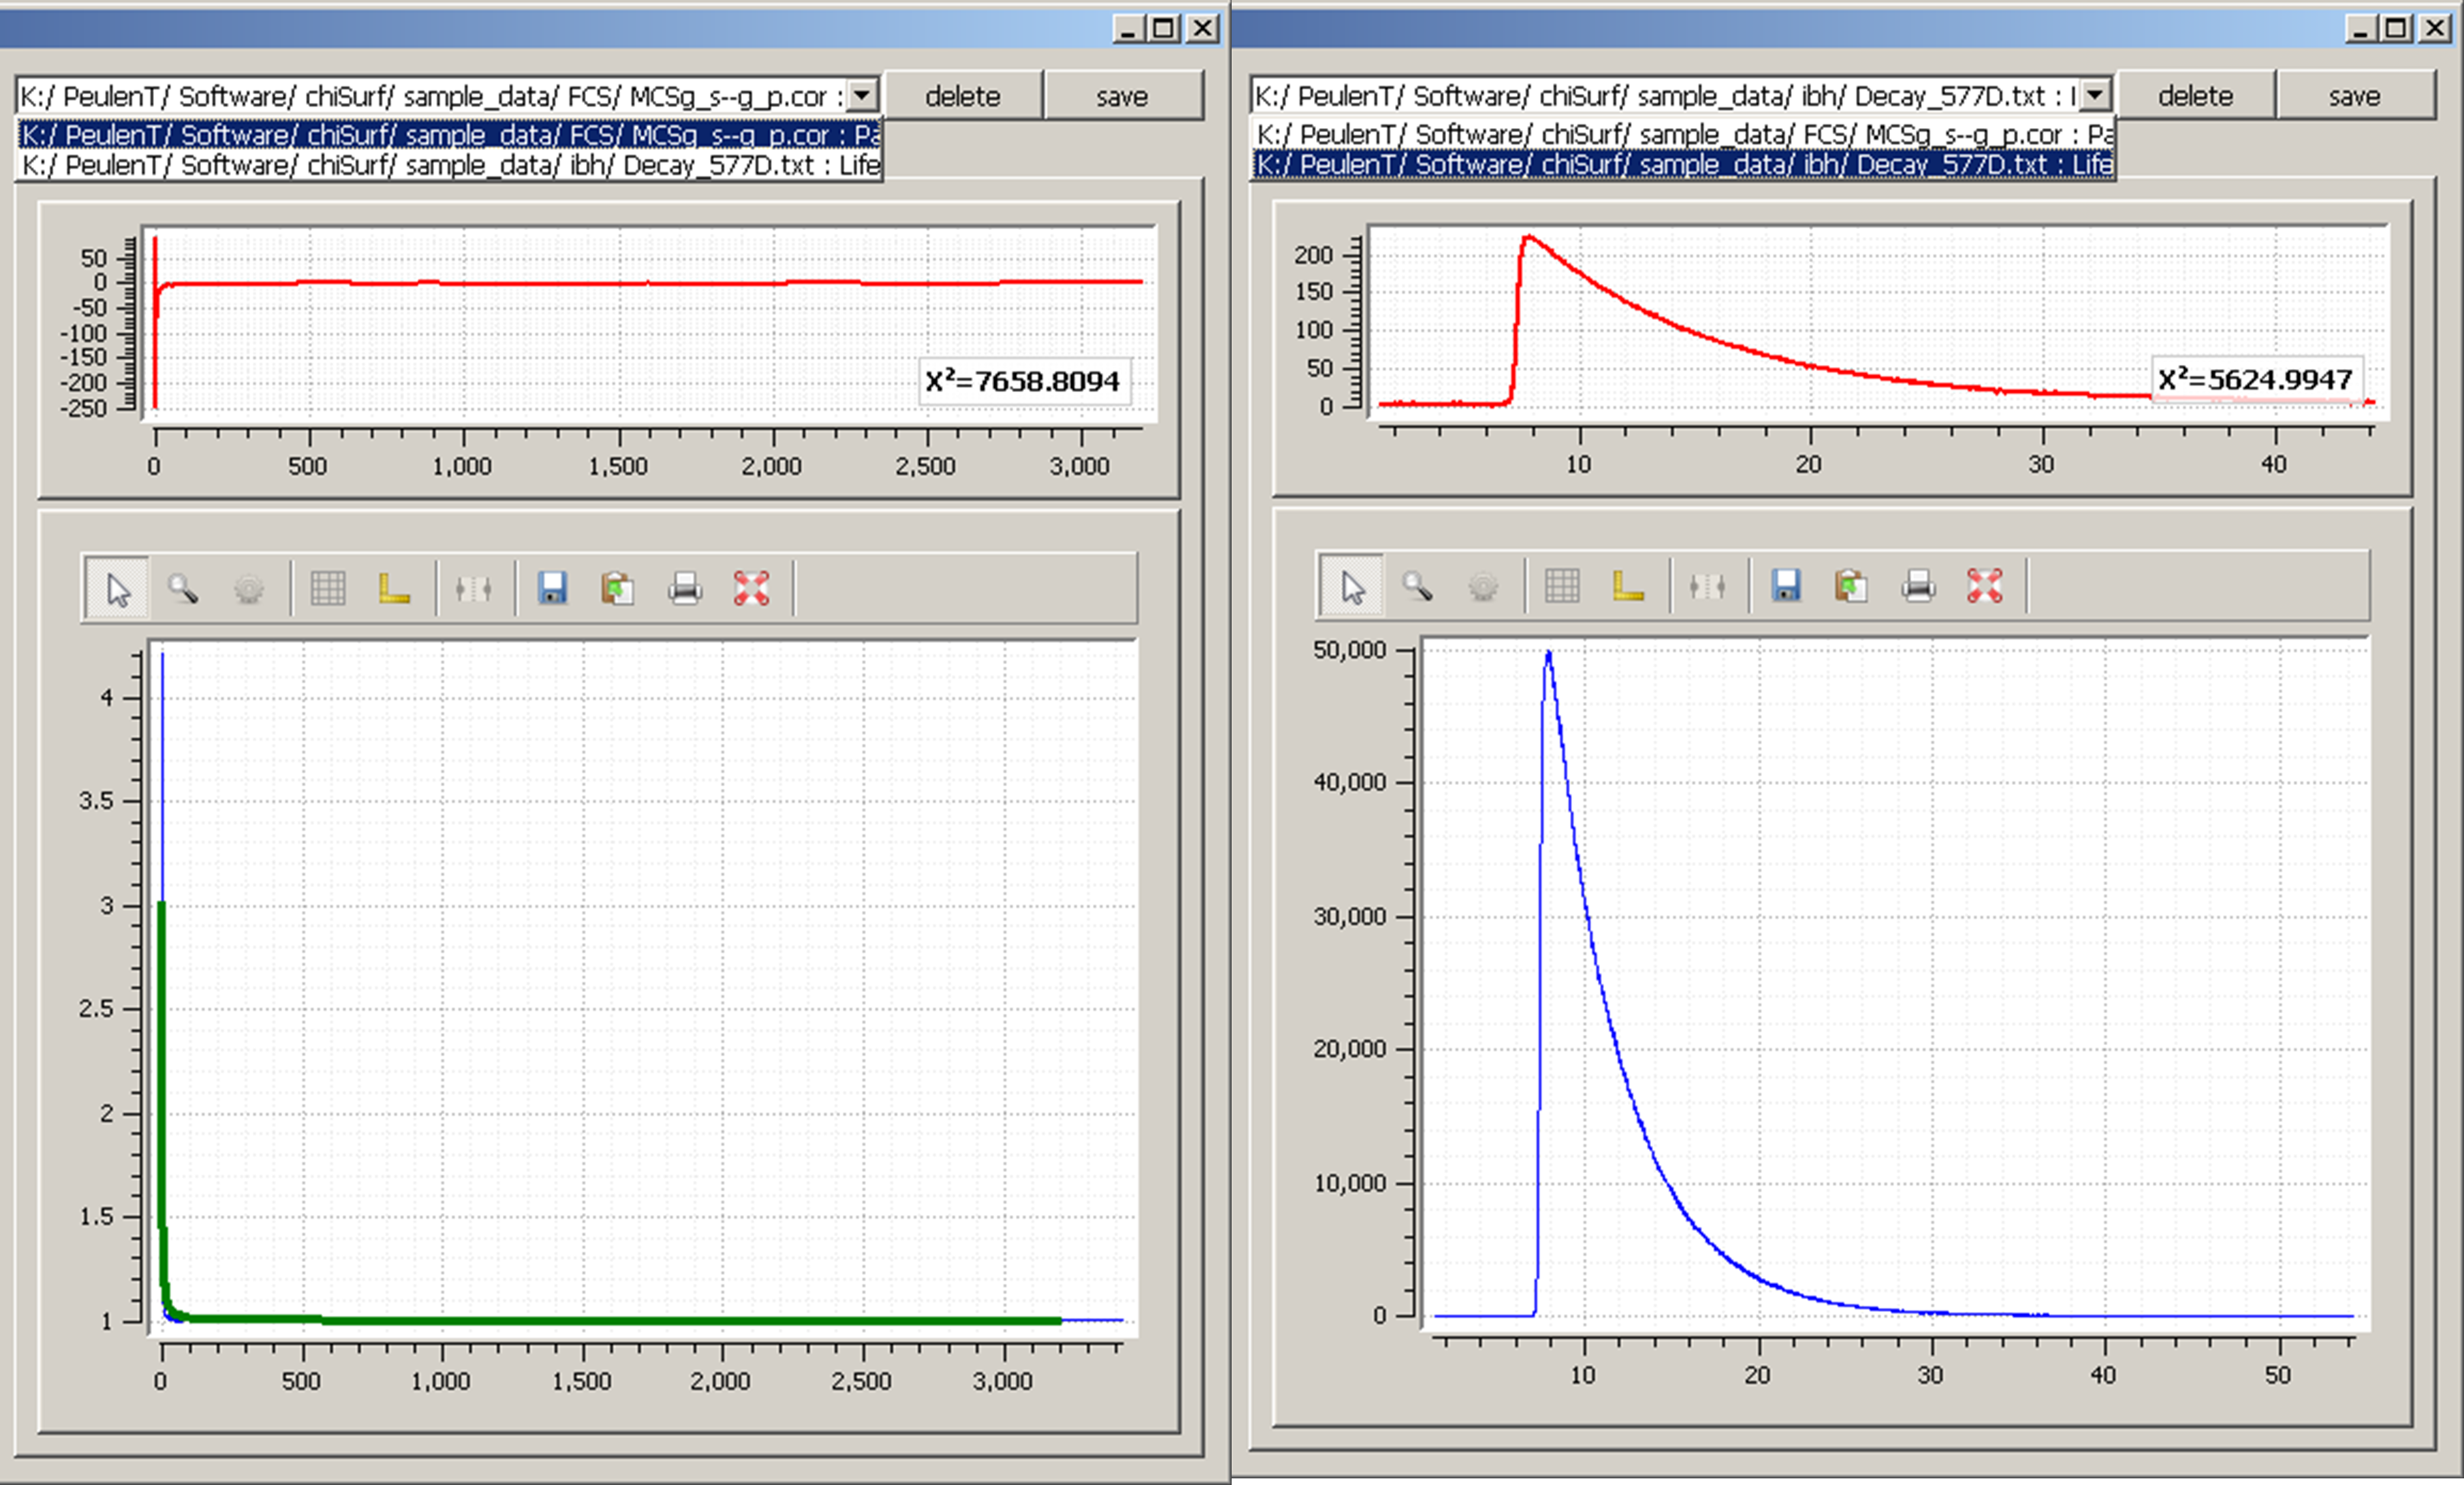 K:/ PeulenT/ Software/ chiSurf/ sample_data/ FCS/ MCSg_s--g_p.cor :
delete
save
K:/ PeulenT/ Software/ chiSurf/ sample_data/ FCS/ MCSg_s--g_p.cor : Pa
K:/ PeulenT/ Software/ chiSurf/ sample_data/ ibh/ Decay_577D.txt : Life
50
0
-50
-100
-150
-200
-250
X²=7658.8094
0 500 1,000 1,500 2,000 2,500 3,000
4
3.5
3
2.5
2
1.5
1
0 500 1,000 1,500 2,000 2,500 3,000
K:/ PeulenT/ Software/ chiSurf/ sample_data/ ibh/ Decay_577D.txt : l
delete
save
K:/ PeulenT/ Software/ chiSurf/ sample_data/ FCS/ MCSg_s--g_p.cor : Pa
K:/ PeulenT/ Software/ chiSurf/ sample_data/ ibh/ Decay_577D.txt : Life
200
150
100
50
0
X²=5624.9947
10 20 30 40
50,000
40,000
30,000
20,000
10,000
0
10 20 30 40 50